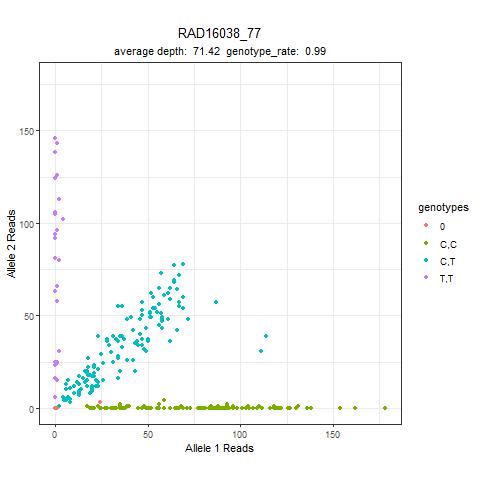 RAD16038_77
average depth: 71.42 genotype_rate: 0.99
Allele 2 Reads
150
100
50
0
0 50 100 150
Allele 1 Reads
genotypes
0
C,C
C,T
T,T